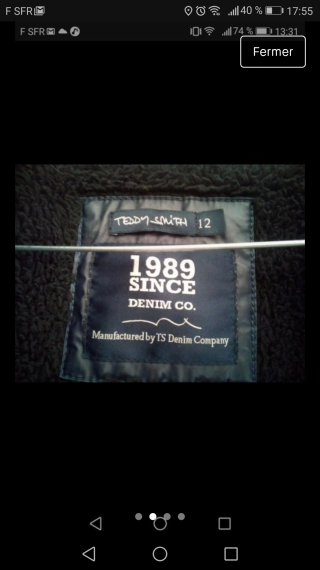 F SFR 40 % 17:55
F SFR 74 % 13:31
Fermer
TEDDY SMITH 12
1989
SINCE
DENIM CO.
Manufactured by TS Denim Company